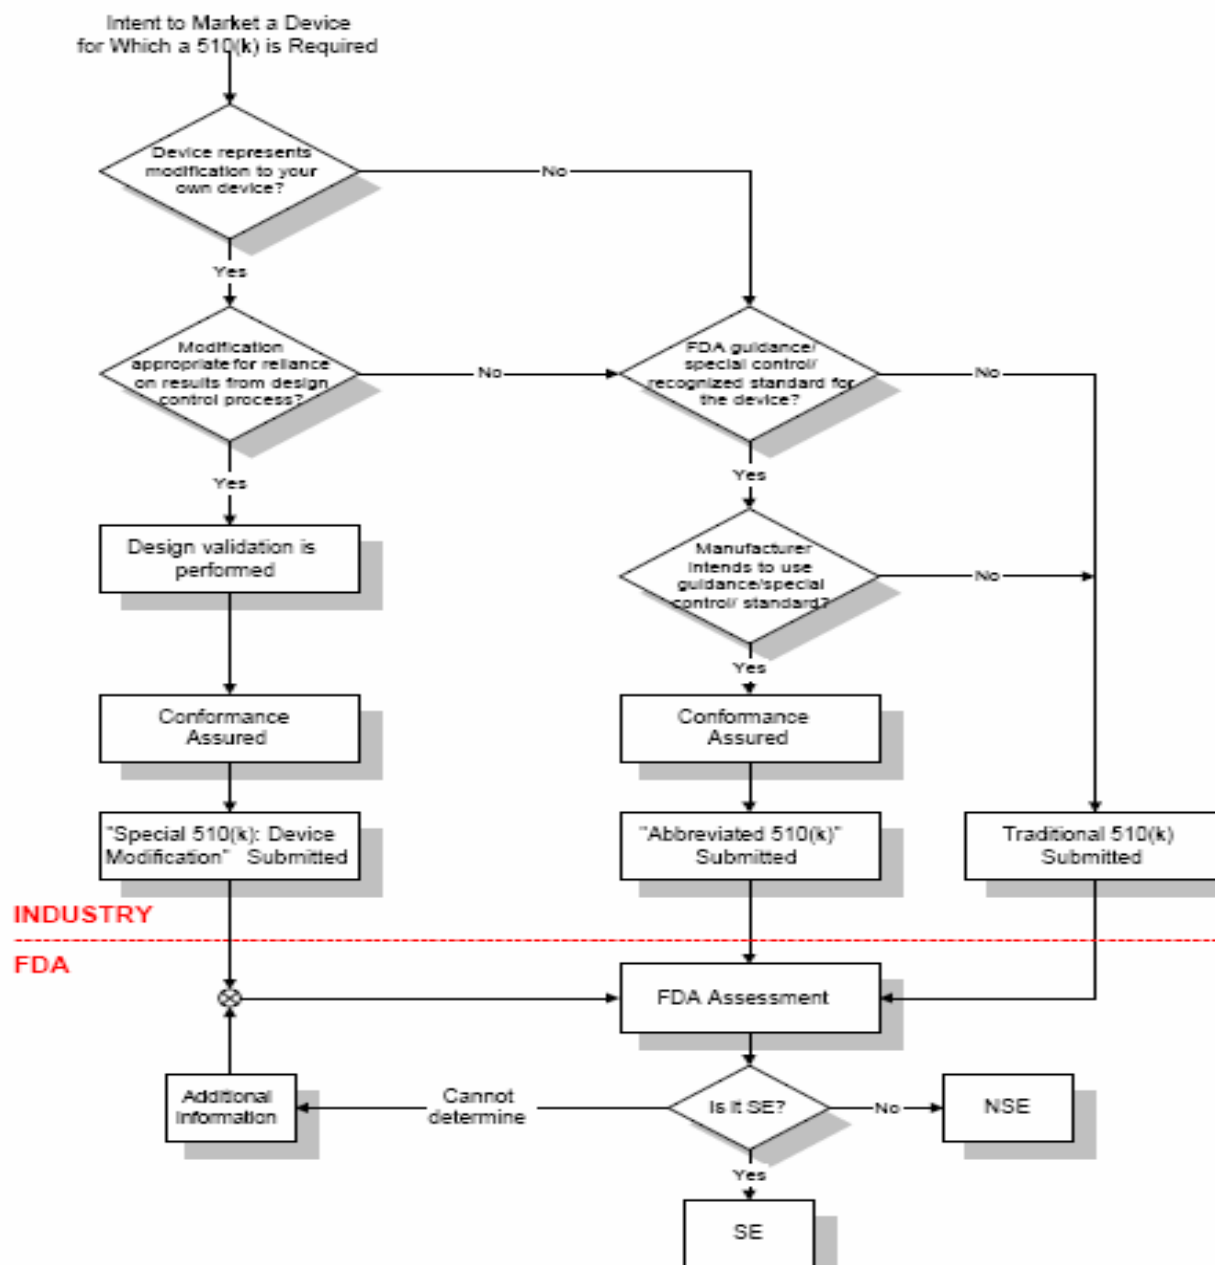 Intent to Market a Device
for Which a 510(k) is Required
Device represents
modification to your
own device?
No
Yes
Modification
appropriate for reliance
on results from design
control process?
No
FDA guidance/
special control/
recognized standard for
the device?
No
Yes
Yes
Design validation is
performed
Manufacturer
intends to use
guidance/special
control/ standard?
No
Yes
Conformance
Assured
Conformance
Assured
"Special 510(k): Device
Modification" Submitted
"Abbreviated 510(k)"
Submitted
Traditional 510(k)
Submitted
INDUSTRY
FDA
FDA Assessment
Additional
Information
Cannot
determine
Is it SE?
No
NSE
Yes
SE